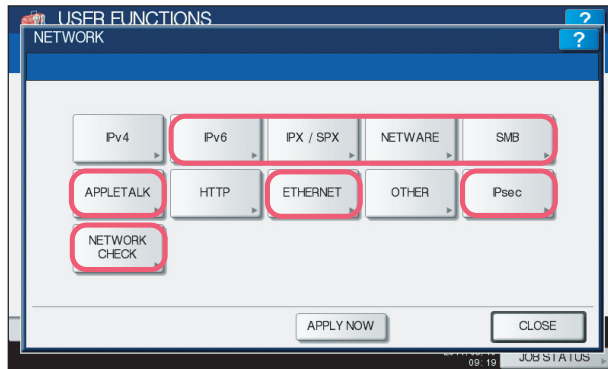 USER FUNCTIONS
?
NETWORK
?
IPv4
IPv6
IPX / SPX
NETWARE
SMB
APPLETALK
HTTP
ETHERNET
OTHER
IPsec
NETWORK
CHECK
APPLY NOW
CLOSE
09:19
JOB STATUS